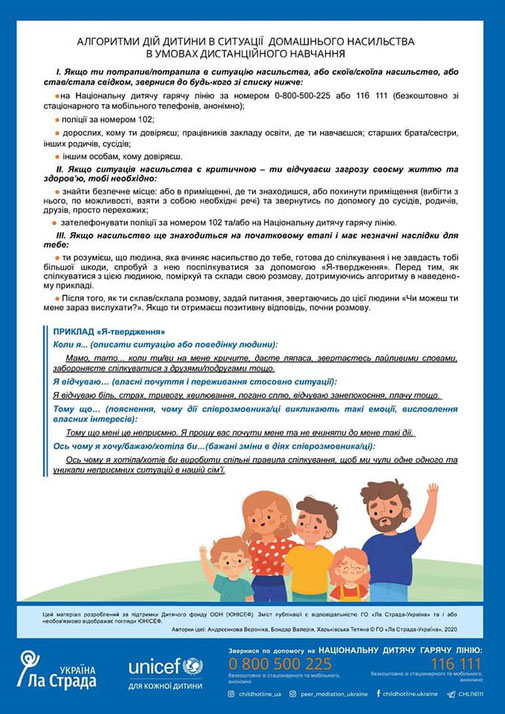 АЛГОРИТМИ ДІЙ ДИТИНИ В СИТУАЦІЇ ДОМАШНЬОГО НАСИЛЬСТВА
В УМОВАХ ДИСТАНЦІЙНОГО НАВЧАННЯ
І. Якщо ти потрапив/потрапила в ситуацію насильства, або скоїв/скоїла насильство, або
став/стала свідком, звернися до будь-кого зі списку нижче:
● на Національну дитячу гарячу лінію за номером 0-800-500-225 або 116 111 (безкоштовно зі
стаціонарного та мобільного телефонів, анонімно);
● поліції за номером 102;
● дорослих, кому ти довіряєш; працівників закладу освіти, де ти навчаєшся; старших брата/сестри,
інших родичів, сусідів;
● іншим особам, кому довіряєш.
ІІ. Якщо ситуація насильства є критичною – ти відчуваєш загрозу своєму життю та
здоров'ю, тобі необхідно:
● знайти безпечне місце: або в приміщенні, де ти знаходишся, або покинути приміщення (вибігти з
нього, по можливості, взяти з собою необхідні речі) та звернутись по допомогу до сусідів, родичів,
друзів, просто перехожих;
● зателефонувати поліції за номером 102 та/або на Національну дитячу гарячу лінію.
ІІІ. Якщо насильство ще знаходиться на початковому етапі і має незначні наслідки для
тебе:
● ти розумієш, що людина, яка вчиняє насильство до тебе, готова до спілкування і не завдасть тобі
більшої шкоди, спробуй з нею поспілкуватися за допомогою «Я-твердження». Перед тим, як
спілкуватися з цією людиною, поміркуй та склади свою розмову, дотримуючись алгоритму в наведено-
му прикладі.
● Після того, як ти склав/склала розмову, задай питання, звертаючись до цієї людини «Чи можеш ти
мене зараз вислухати?». Якщо ти отримаєш позитивну відповідь, почни розмову.
ПРИКЛАД «Я-твердження»
Коли я... (описати ситуацію або поведінку людини):
Мамо, тато... коли ти/ви на мене кричите, даєте ляпаса, звертаєтесь лайливими словами,
забороняєте спілкуватися з друзями/подругами тощо.
Я відчуваю… (власні почуття і переживання стосовно ситуації):
Я відчуваю біль, страх, тривогу, хвилювання, погано сплю, відчуваю занепокоєння, плачу тощо.
Тому що… (пояснення, чому дії співрозмовника/ці викликають такі емоції, висловлення
власних інтересів):
Тому що мені це неприємно. Я прошу вас почути мене та не вчиняти до мене такі дії.
Ось чому я хочу/бажаю/хотіла би...(бажані зміни в діях співрозмовника/ці):
Ось чому я хотіла/хотів би виробити спільні правила спілкування, щоб ми чули одне одного та
уникали неприємних ситуацій в нашій сім'ї.
Цей матеріал розроблений за підтримки Дитячого фонду ООН (ЮНІСЕФ). Зміст публікації є відповідальністю ГО «Ла Страда-Україна» та / або
необов'язково відображає погляди ЮНІСЕФ.
Авторки ідеї: Андреєнкова Вероніка, Бондар Валерія, Харьківська Тетяна © ГО «Ла Страда-Україна», 2020
УКРАЇНА
Ла Страда
unicef
для кожної дитини
Звернися по допомогу на НАЦІОНАЛЬНУ ДИТЯЧУ ГАРЯЧУ ЛІНІЮ:
0 800 500 225
безкоштовно зі стаціонарного та мобільного,
анонімно
116 111
безкоштовно зі стаціонарного та мобільного,
анонімно
childhotline_ua
peer_mediation_ukraine
childhotline.ukraine
CHL116111